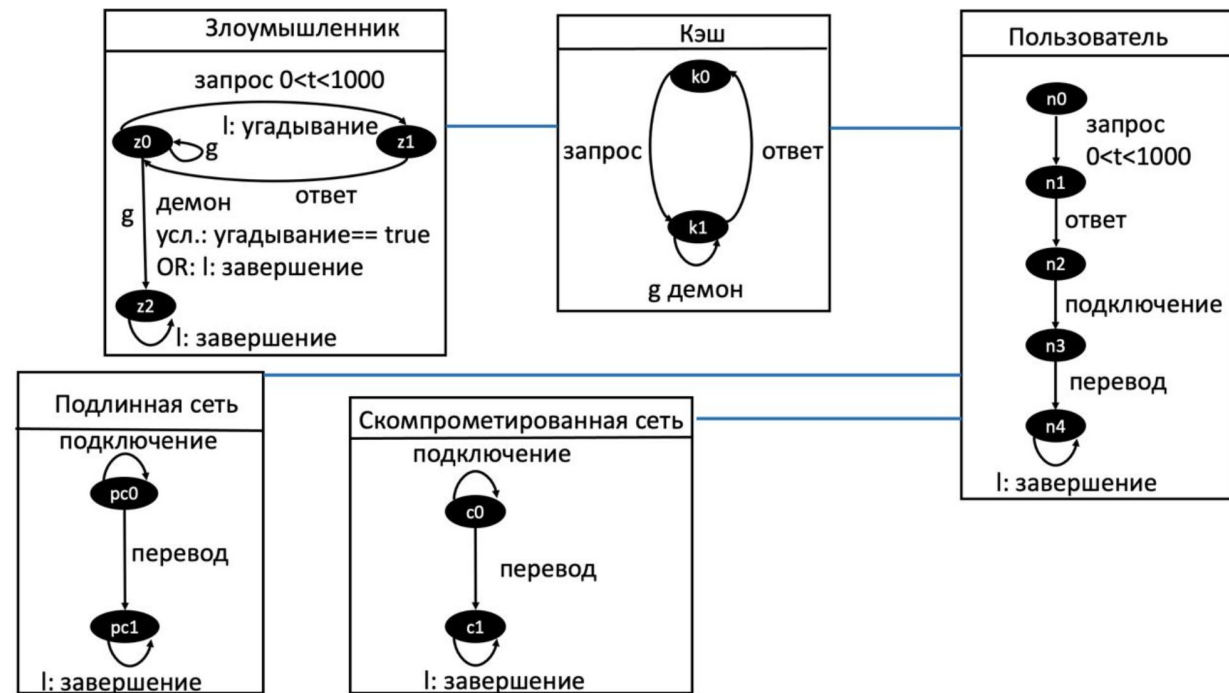 Злоумышленник
запрос 0<t<1000
l: угадывание
z0
z1
g
ответ
g
демон
усл.: угадывание== true
OR: l: завершение
z2
l: завершение
Кэш
k0
запрос
ответ
k1
g демон
Пользователь
n0
запрос
0<t<1000
n1
ответ
n2
подключение
n3
перевод
n4
l: завершение
Подлинная сеть
подключение
pc0
перевод
pc1
l: завершение
Скомпрометированная сеть
подключение
c0
перевод
c1
l: завершение